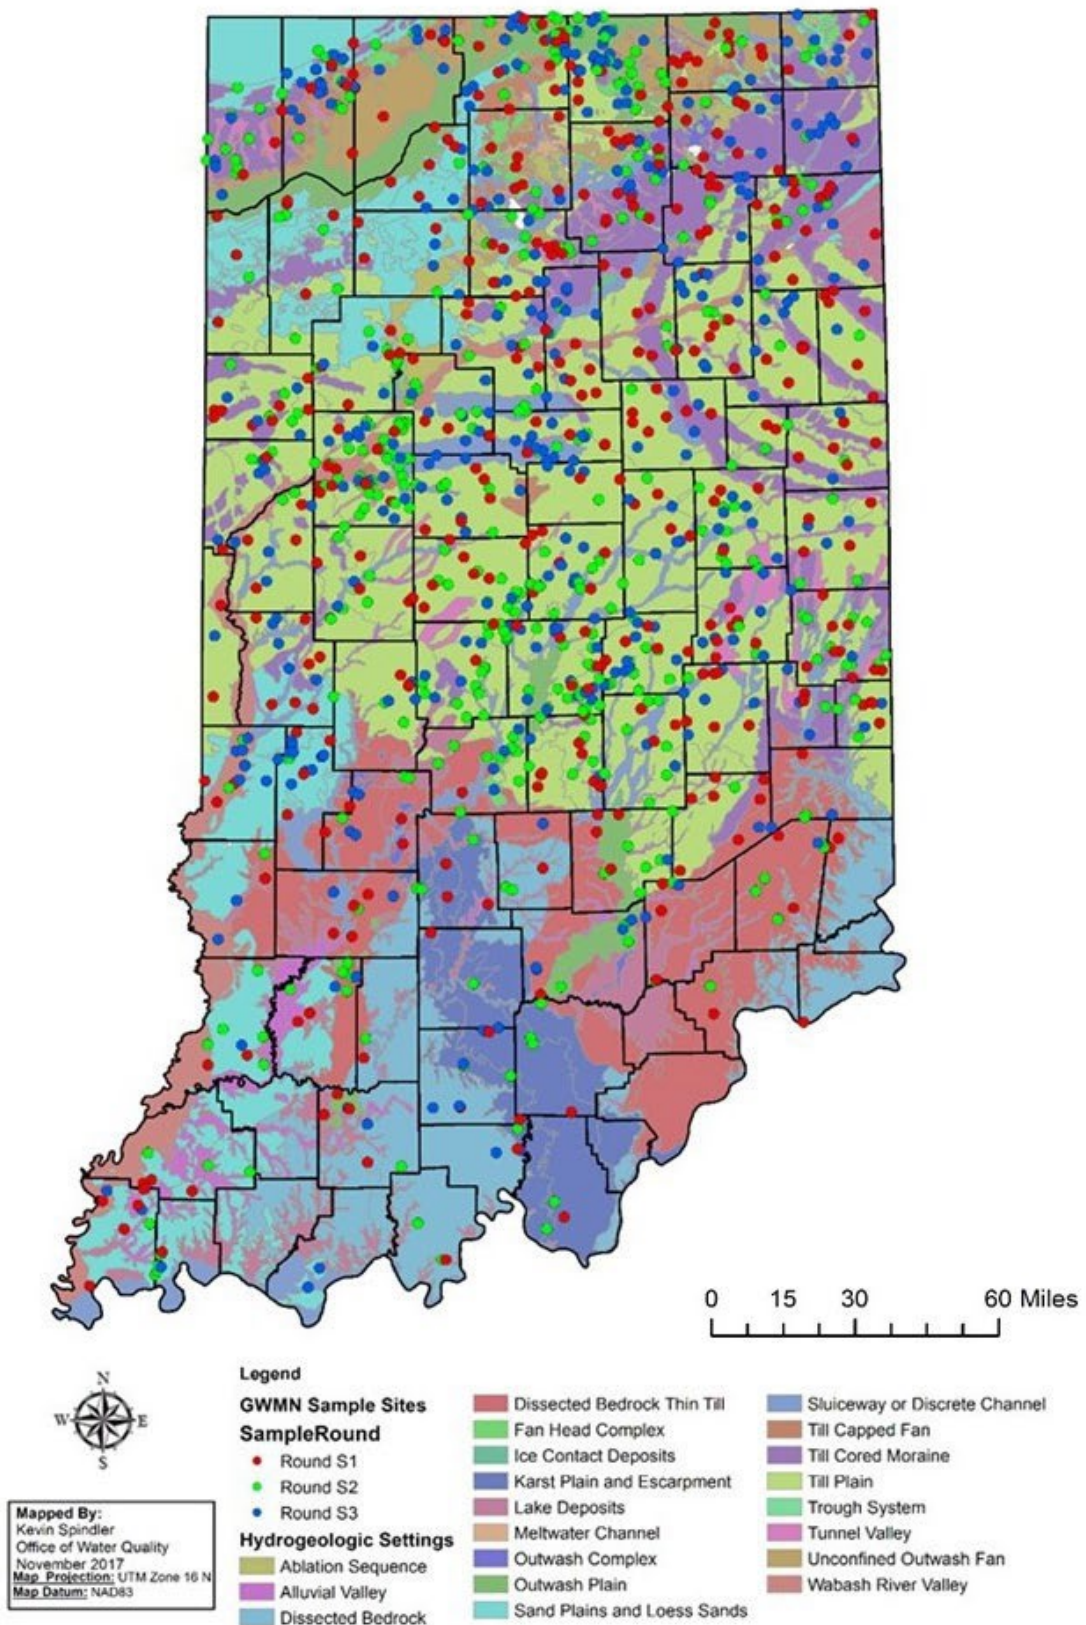 0 15 30 60 Miles
N
W E
S
Mapped By:
Kevin Spindler
Office of Water Quality
November 2017
Map Projection: UTM Zone 16 N
Map Datum: NAD83
Legend
GWMN Sample Sites
SampleRound
Round S1
Round S2
Round S3
Hydrogeologic Settings
Ablation Sequence
Alluvial Valley
Dissected Bedrock
Dissected Bedrock Thin Till
Fan Head Complex
Ice Contact Deposits
Karst Plain and Escarpment
Lake Deposits
Meltwater Channel
Outwash Complex
Outwash Plain
Sand Plains and Loess Sands
Sluiceway or Discrete Channel
Till Capped Fan
Till Cored Moraine
Till Plain
Trough System
Tunnel Valley
Unconfined Outwash Fan
Wabash River Valley